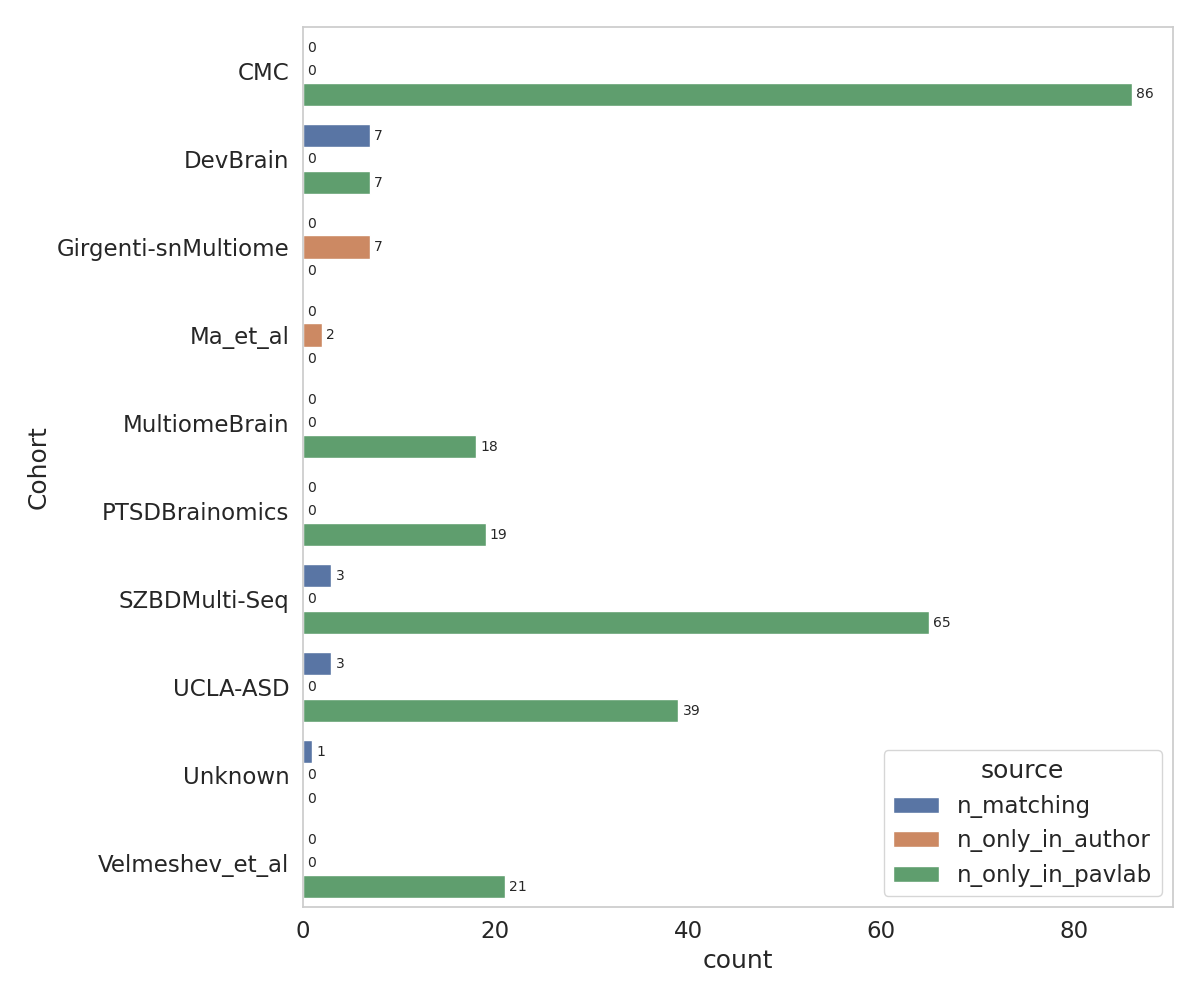 CMC
0
0
86
DevBrain
7
0
7
Girgenti-snMultiome
0
7
0
Ma_et_al
0
2
0
MultiomeBrain
0
0
18
PTSDBrainomics
0
0
19
SZBDMulti-Seq
3
0
65
UCLA-ASD
3
0
39
Unknown
1
0
0
Velmeshev_et_al
0
0
21
Cohort
0 20 40 60 80
count
source
n_matching
n_only_in_author
n_only_in_pavlab